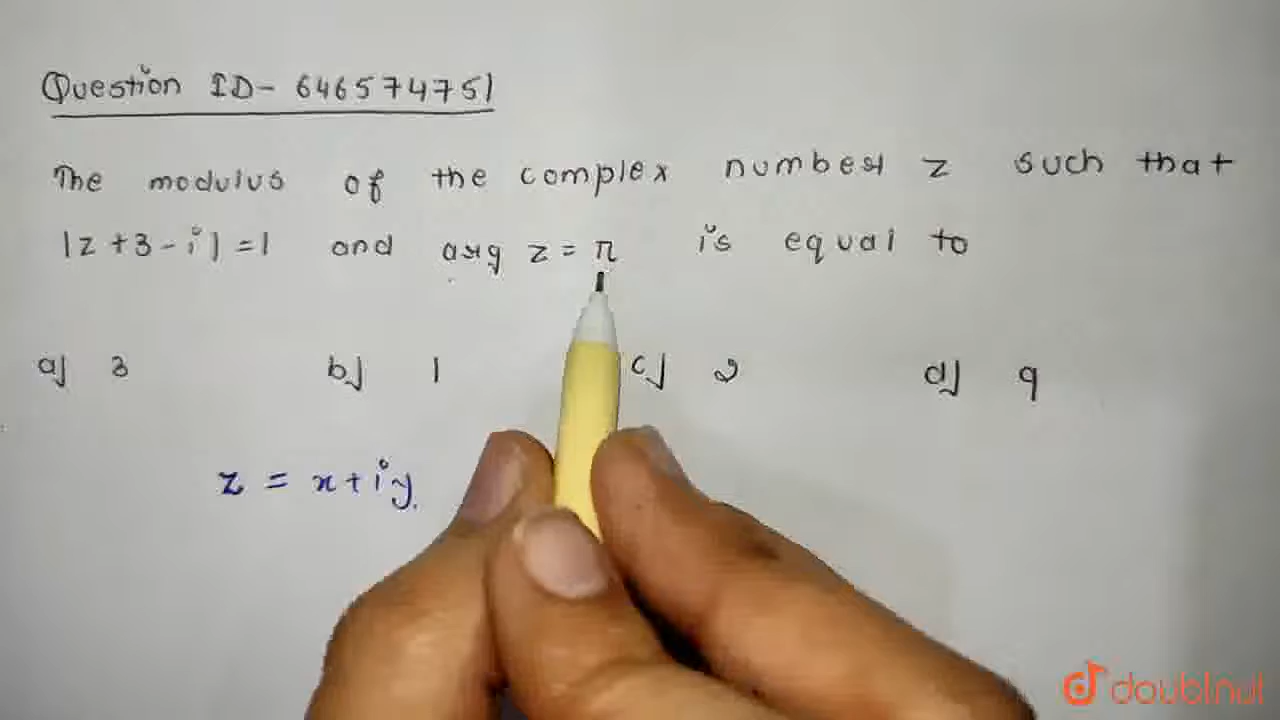 Question ID- 646574751
The modulus of the complex number z such that
|z+3-i|=1 and arg z = π is equal to
a) 3 b) 1 c) 2 d) 9
z = x+iy
doubtnut